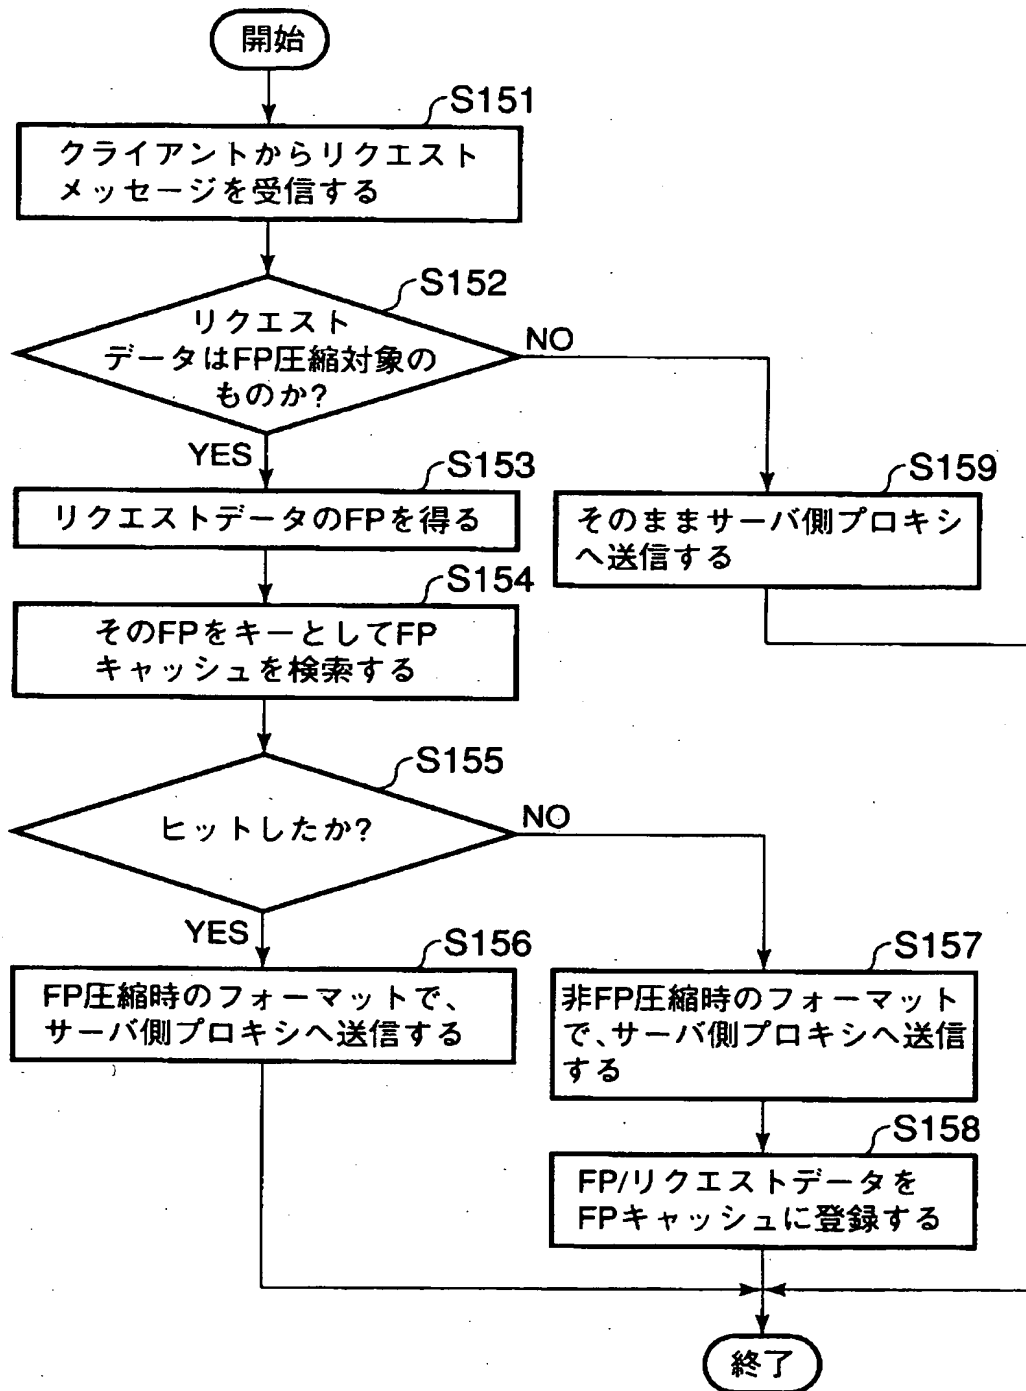 開始
S151
クライアントからリクエスト
メッセージを受信する
S152
リクエスト
データはFP圧縮対象の
ものか?
NO
YES
S153
リクエストデータのFPを得る
S159
そのままサーバ側プロキシ
へ送信する
S154
そのFPをキーとしてFP
キャッシュを検索する
S155
ヒットしたか?
NO
YES
S156
FP圧縮時のフォーマットで、
サーバ側プロキシへ送信する
S157
非FP圧縮時のフォーマット
で、サーバ側プロキシへ送信
する
S158
FP/リクエストデータを
FPキャッシュに登録する
終了